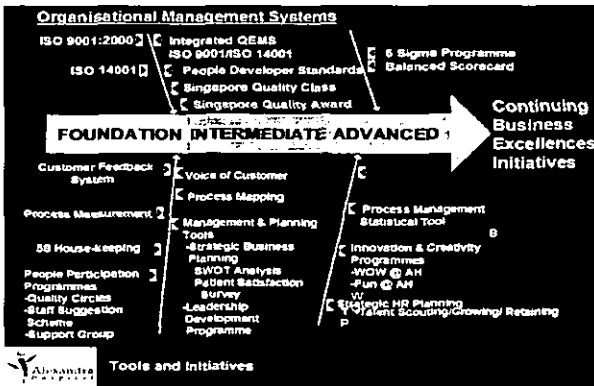 Organisational Management Systems
ISO 9001:2000
ISO 14001
Integrated QEMS
ISO 9001/ISO 14001
People Developer Standards
Singapore Quality Class
Singapore Quality Award
6 Sigma Programme
Balanced Scorecard
FOUNDATION INTERMEDIATE ADVANCED
Continuing
Business
Excellences
Initiatives
Customer Feedback
System
Process Measurement
5S House-keeping
People Participation
Programmes
-Quality Circles
-Staff Suggestion
Scheme
-Support Group
Voice of Customer
Process Mapping
Management & Planning
Tools
-Strategic Business
Planning
SWOT Analysis
Patient Satisfaction
Survey
-Leadership
Development
Programme
Process Management
Statistical Tool
B
Innovation & Creativity
Programmes
-WOW @ AH
-Fun @ AH
W
Strategic HR Planning
Talent Scouting/Growing/ Retaining
P
Alexandra
Hospital
Tools and Initiatives